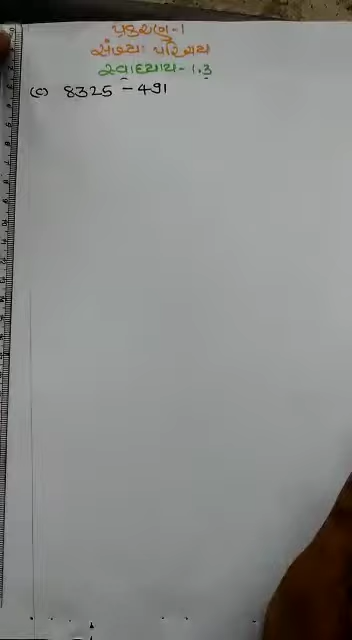 પ્રકરણ-1
સંખ્યા પરિચય
સ્વાધ્યાય-1.3
(c) 8325 - 491